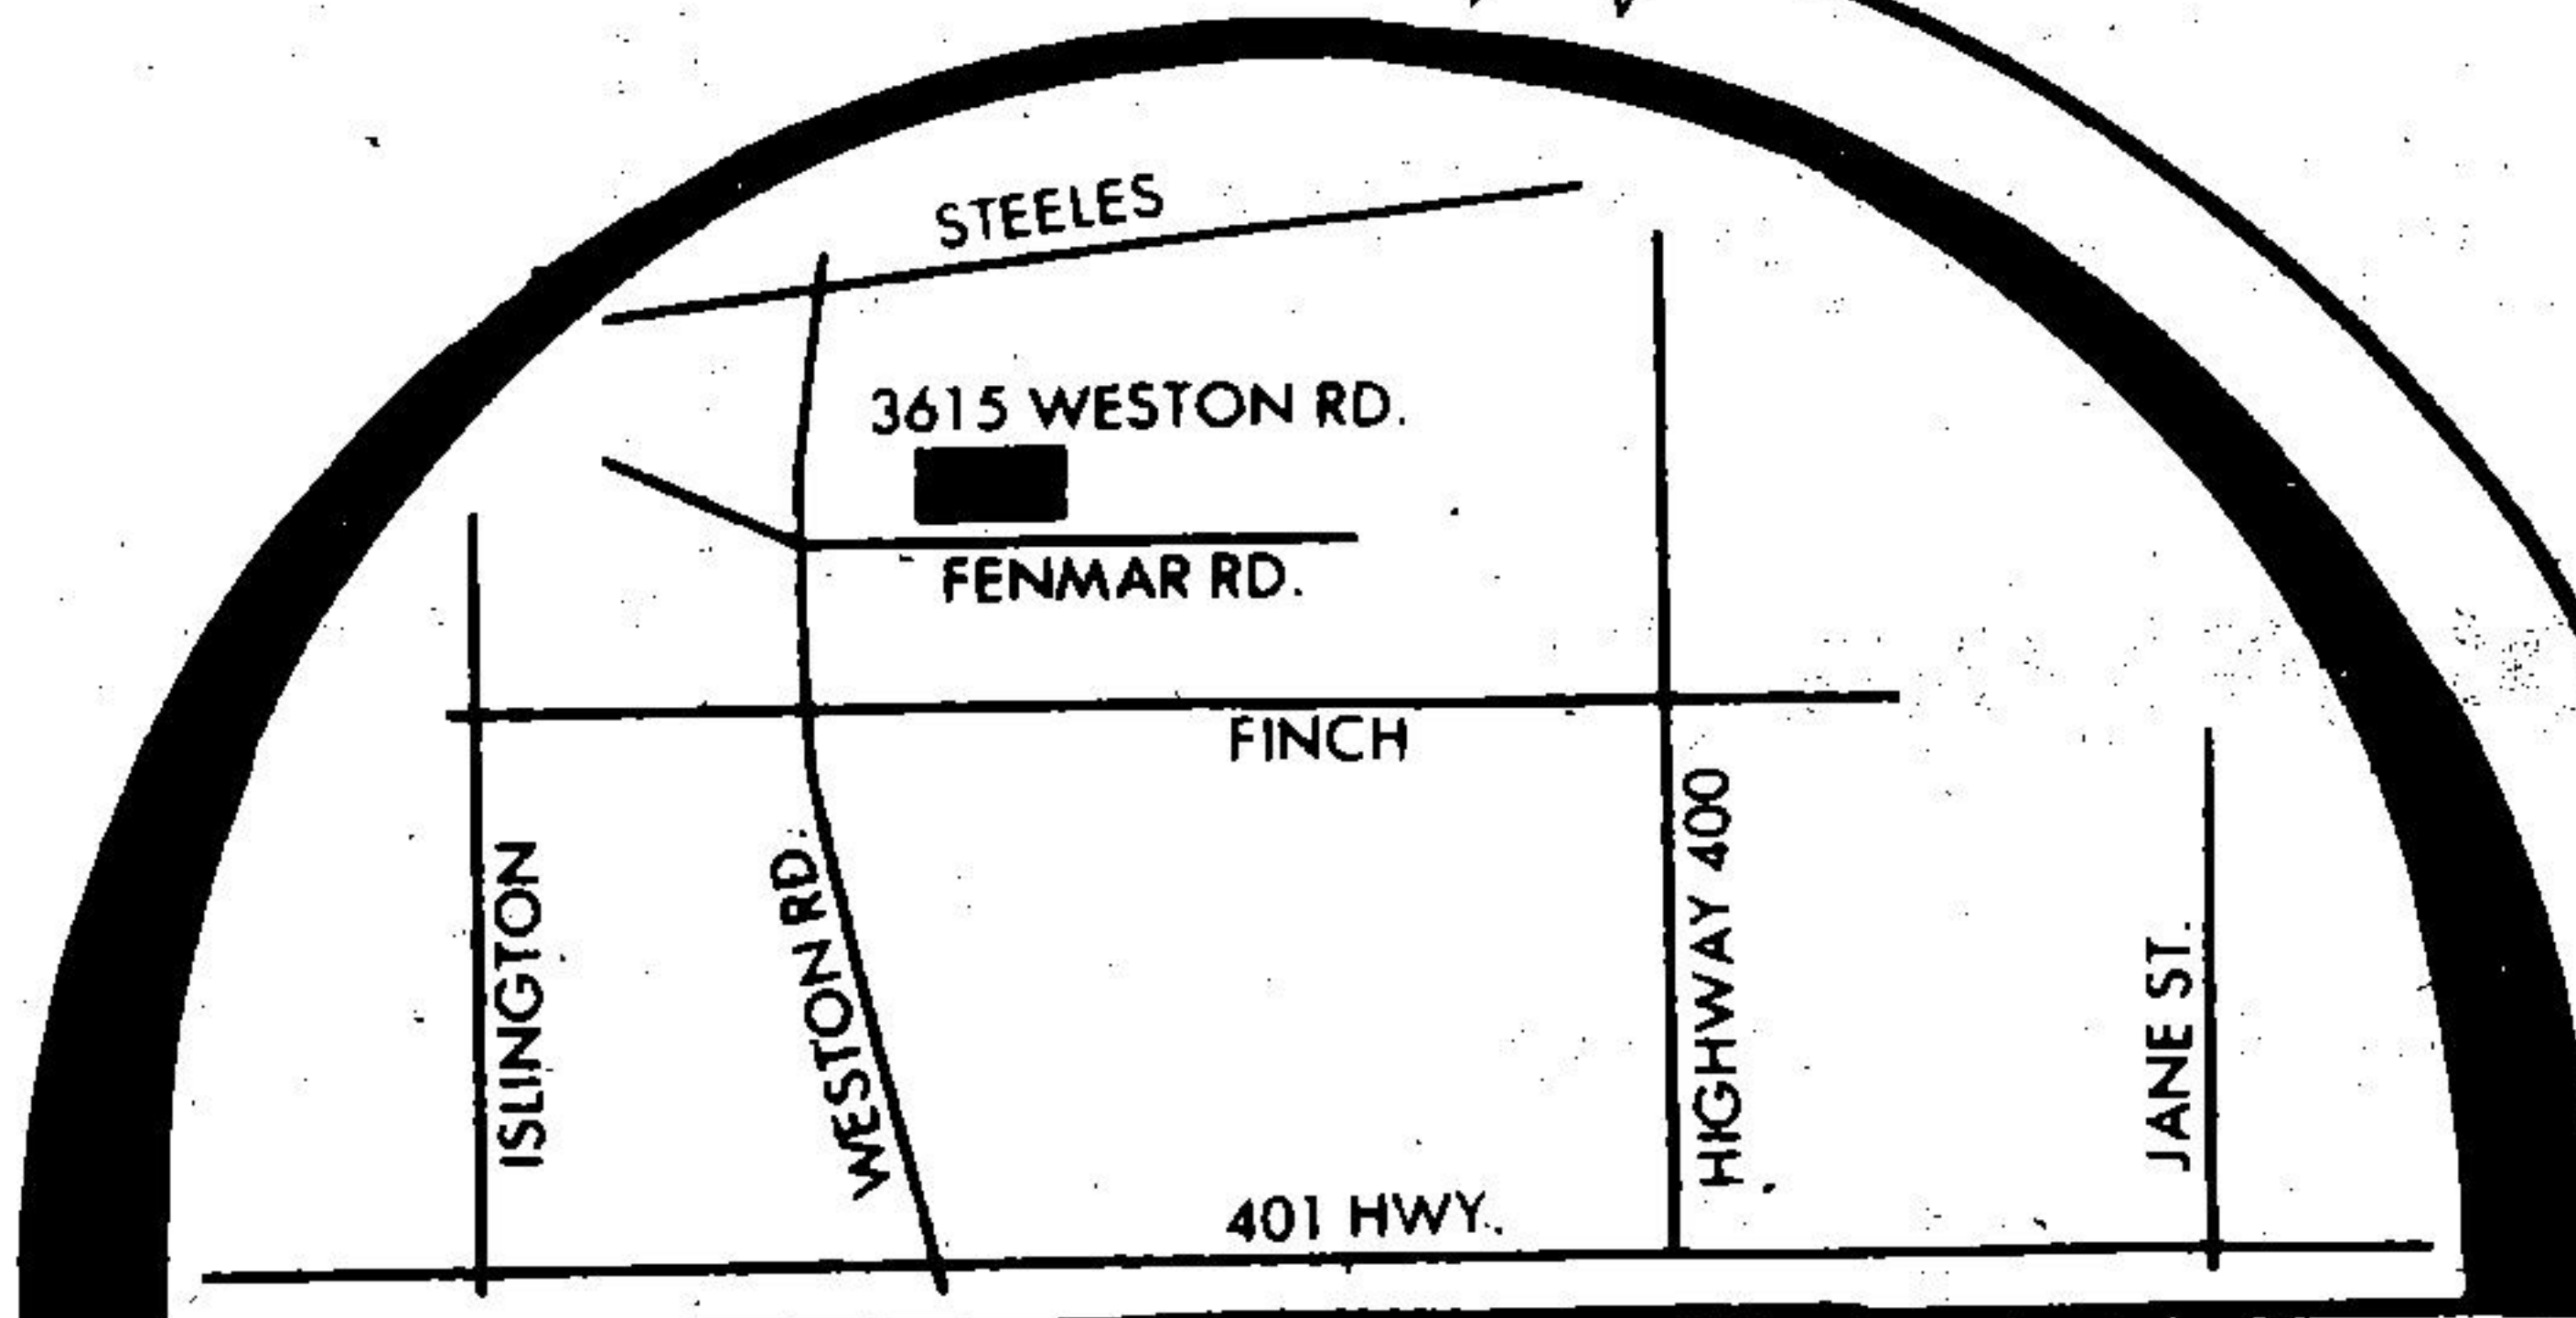 STEELES
3615 WESTON RD.
FENMAR RD.
FINCH
ISLINGTON
WESTON RD.
HIGHWAY 400
JANE ST.
401 HWY.